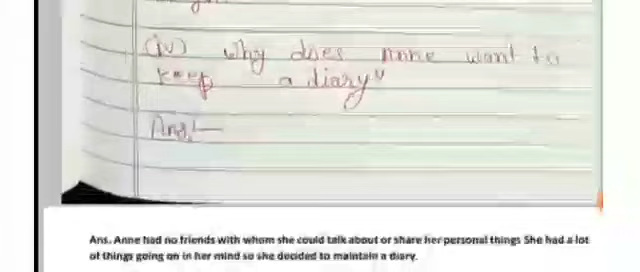 (iv) Why does Anne want to
keep a diary"
Ans:-
Ans. Anne had no friends with whom she could talk about or share her personal things She had a lot
of things going on in her mind so she decided to maintain a diary.